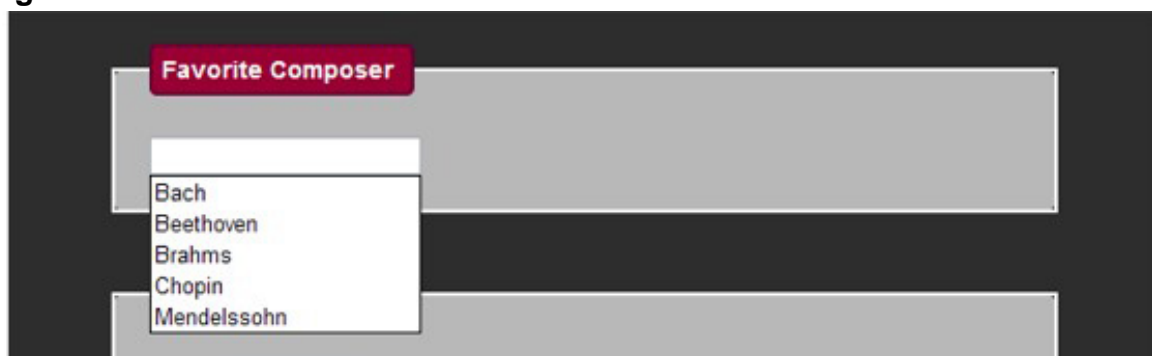 g
Favorite Composer
Bach
Beethoven
Brahms
Chopin
Mendelssohn